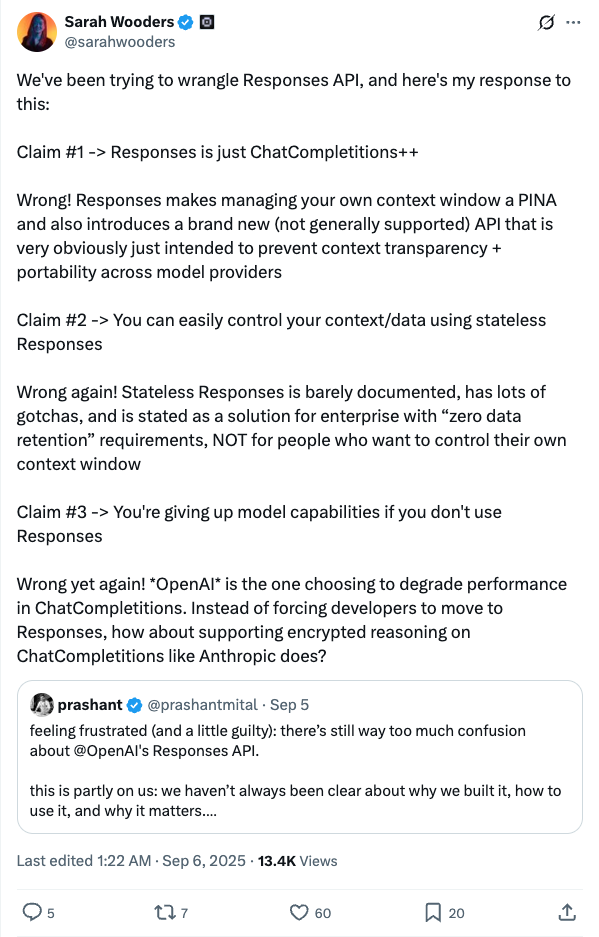 Sarah Wooders
@sarahwooders
We've been trying to wrangle Responses API, and here's my response to
this:
Claim #1 -> Responses is just ChatCompletitions++
Wrong! Responses makes managing your own context window a PINA
and also introduces a brand new (not generally supported) API that is
very obviously just intended to prevent context transparency +
portability across model providers
Claim #2 -> You can easily control your context/data using stateless
Responses
Wrong again! Stateless Responses is barely documented, has lots of
gotchas, and is stated as a solution for enterprise with “zero data
retention” requirements, NOT for people who want to control their own
context window
Claim #3 -> You're giving up model capabilities if you don't use
Responses
Wrong yet again! *OpenAI* is the one choosing to degrade performance
in ChatCompletitions. Instead of forcing developers to move to
Responses, how about supporting encrypted reasoning on
ChatCompletitions like Anthropic does?
prashant @prashantmital · Sep 5
feeling frustrated (and a little guilty): there’s still way too much confusion
about @OpenAI's Responses API.
this is partly on us: we haven’t always been clear about why we built it, how to
use it, and why it matters....
Last edited 1:22 AM · Sep 6, 2025 · 13.4K Views
5 7 60 20